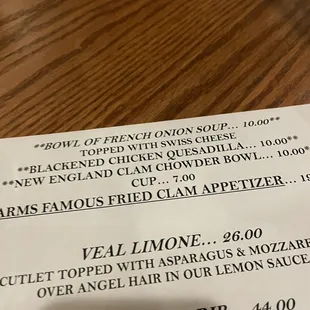 **BOWL OF FRENCH ONION SOUP... 10.00**
TOPPED WITH SWISS CHEESE
**BLACKENED CHICKEN QUESADILLA... 10.00**
**NEW ENGLAND CLAM CHOWDER BOWL... 10.00*
CUP... 7.00
ARMS FAMOUS FRIED CLAM APPETIZER... 19
VEAL LIMONE... 26.00
CUTLET TOPPED WITH ASPARAGUS & MOZZARE
OVER ANGEL HAIR IN OUR LEMON SAUCE
44.00